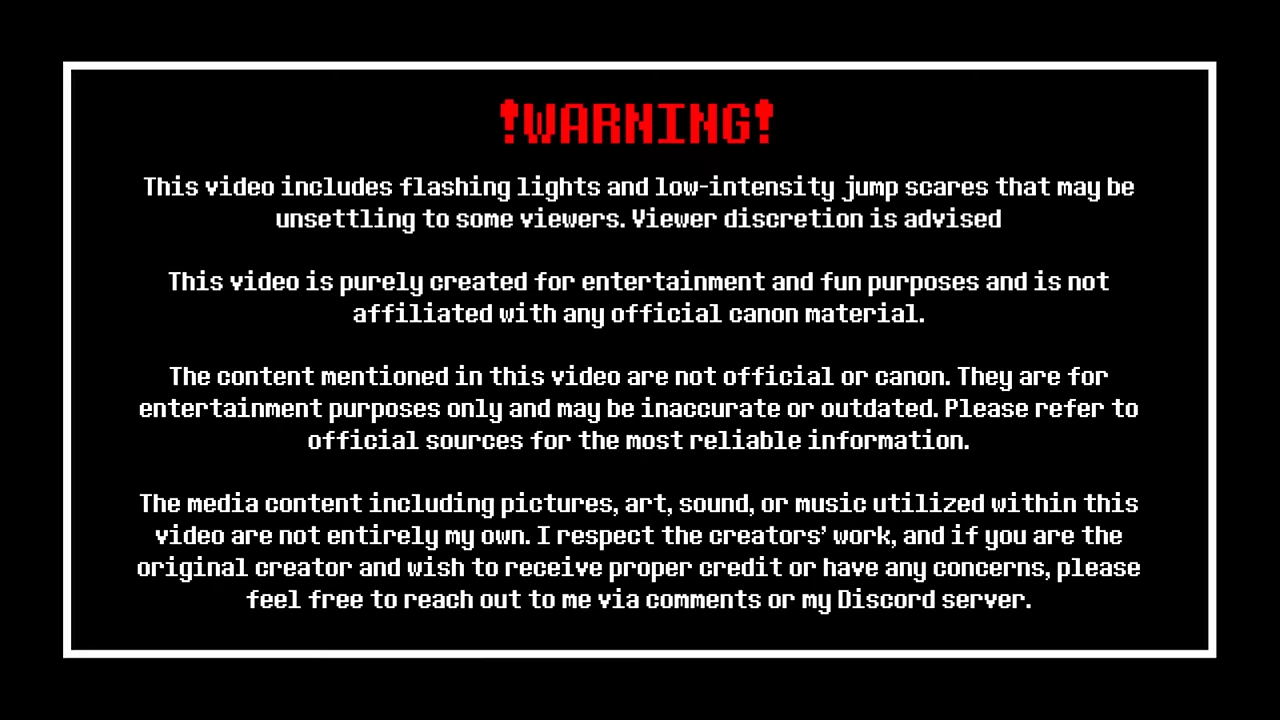 !WARNING!
This video includes flashing lights and low-intensity jump scares that may be
unsettling to some viewers. Viewer discretion is advised
This video is purely created for entertainment and fun purposes and is not
affiliated with any official canon material.
The content mentioned in this video are not official or canon. They are for
entertainment purposes only and may be inaccurate or outdated. Please refer to
official sources for the most reliable information.
The media content including pictures, art, sound, or music utilized within this
video are not entirely my own. I respect the creators’ work, and if you are the
original creator and wish to receive proper credit or have any concerns, please
feel free to reach out to me via comments or my Discord server.